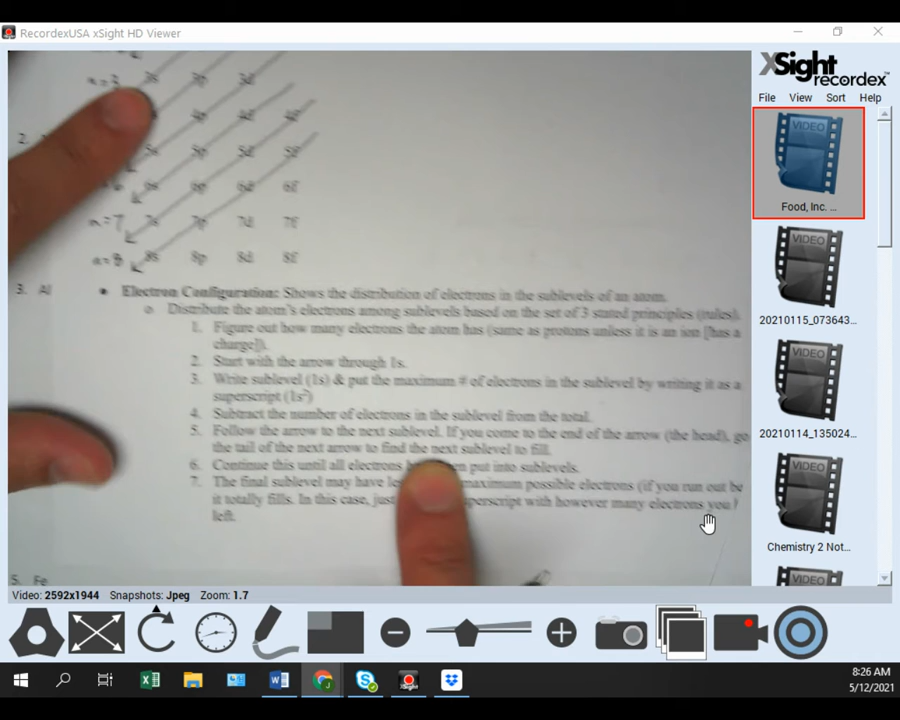 RecordexUSA xSight HD Viewer
XSight
recordex
File View Sort Help
VIDEO
Food, Inc. ...
VIDEO
20210115_073643...
VIDEO
20210114_135024...
VIDEO
Chemistry 2 Not...
VIDEO
n=3 3s 3p 3d
2.
4p 4d 4f
5s 5p 5d 5f
6s 6p 6d 6f
n=7 7s 7p 7d 7f
n=8 8s 8p 8d 8f
3. Al
• Electron Configuration: Shows the distribution of electrons in the sublevels of an atom.
o Distribute the atom's electrons among sublevels based on the set of 3 stated principles (rules).
1. Figure out how many electrons the atom has (same as protons unless it is an ion [has a
charge]).
2. Start with the arrow through 1s.
3. Write sublevel (1s) & put the maximum # of electrons in the sublevel by writing it as a
superscript (1s²)
4. Subtract the number of electrons in the sublevel from the total.
5. Follow the arrow to the next sublevel. If you come to the end of the arrow (the head), go
the tail of the next arrow to find the next sublevel to fill.
6. Continue this until all electrons put into sublevels.
7. The final sublevel may have maximum possible electrons (if you run out be
it totally fills. In this case, just superscript with however many electrons you
left.
5. Fe
Video: 2592x1944 Snapshots: Jpeg Zoom: 1.7
8:26 AM
5/12/2021